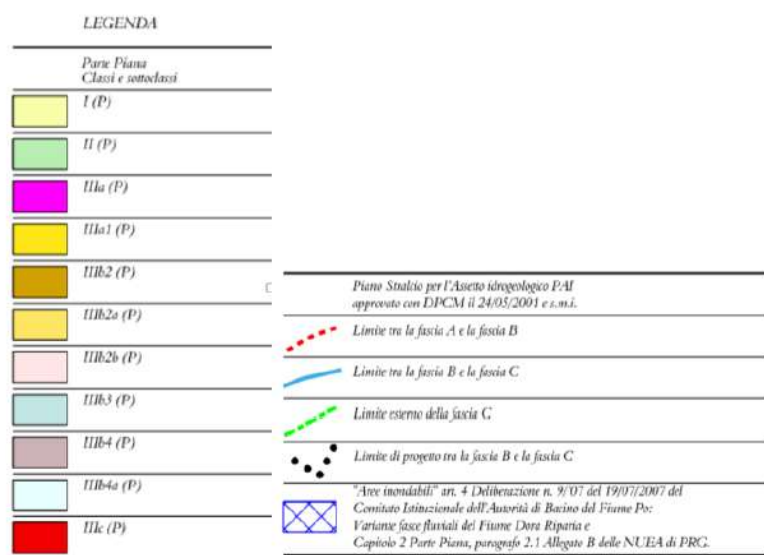 LEGENDA
Parte Piana
Classi e sottoclassi
I (P)
II (P)
IIIa (P)
IIIa1 (P)
IIIb2 (P)
IIIb2a (P)
IIIb2b (P)
IIIb3 (P)
IIIb4 (P)
IIIb4a (P)
IIIc (P)
Piano Stralcio per l'Assetto idrogeologico PAI
approvato con DPCM il 24/05/2001 e s.m.i.
Limite tra la fascia A e la fascia B
Limite tra la fascia B e la fascia C
Limite esterno della fascia C
Limite di progetto tra la fascia B e la fascia C
"Aree inondabili" art. 4 Deliberazione n. 9/'07 del 19/07/2007 del
Comitato Istituzionale dell'Autorità di Bacino del Fiume Po:
Variante fasce fluviali del Fiume Dora Riparia e
Capitolo 2 Parte Piana, paragrafo 2.1 Allegato B delle NUEA di PRG.